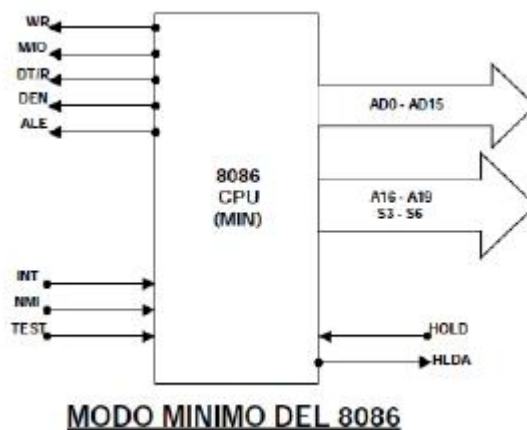 WR
M/IO
DT/R
DEN
ALE
AD0 - AD15
8086
CPU
(MIN)
A16 - A19
S3 - S6
INT
NMI
TEST
HOLD
HLDA
MODO MINIMO DEL 8086